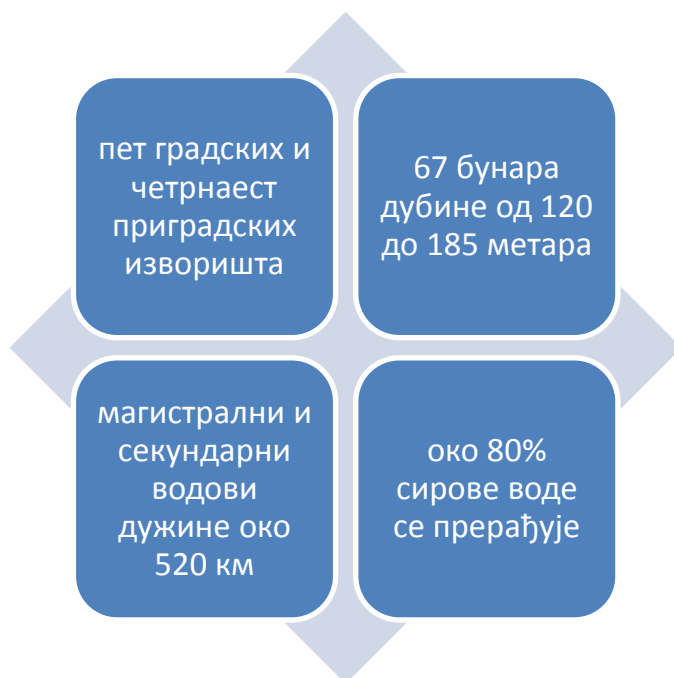 пет градских и
четрнаест
приградских
изворишта
67 бунара
дубине од 120
до 185 метара
магистрални и
секундарни
водови
дужине око
520 км
око 80%
сирове воде
се прерађује